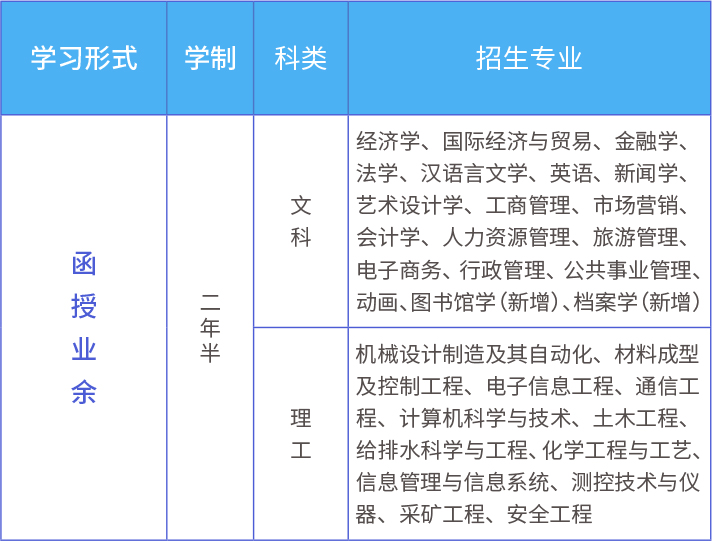 学习形式 学制 科类 招生专业
函授业余
二年半
文科
经济学、国际经济与贸易、金融学、
法学、汉语言文学、英语、新闻学、
艺术设计学、工商管理、市场营销、
会计学、人力资源管理、旅游管理、
电子商务、行政管理、公共事业管理、
动画、图书馆学（新增）、档案学（新增）
理工
机械设计制造及其自动化、材料成型
及控制工程、电子信息工程、通信工
程、计算机科学与技术、土木工程、
给排水科学与工程、化学工程与工艺、
信息管理与信息系统、测控技术与仪
器、采矿工程、安全工程